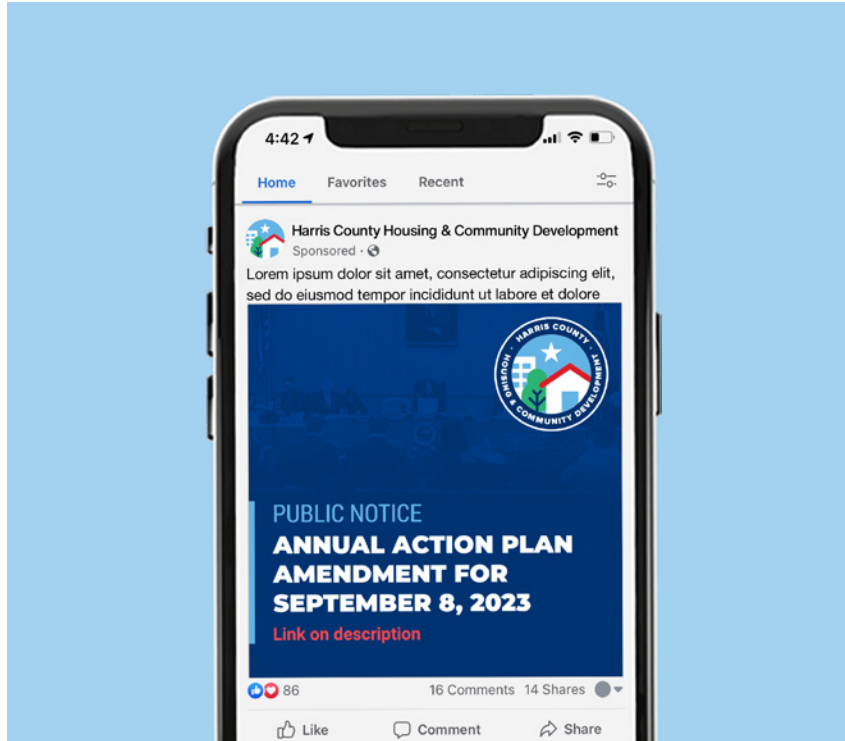 4:42
Home Favorites Recent
Harris County Housing & Community Development
Sponsored ·
Lorem ipsum dolor sit amet, consectetur adipiscing elit,
sed do eiusmod tempor incididunt ut labore et dolore
· HARRIS COUNTY ·
HOUSING & COMMUNITY DEVELOPMENT
PUBLIC NOTICE
ANNUAL ACTION PLAN
AMENDMENT FOR
SEPTEMBER 8, 2023
Link on description
86 16 Comments 14 Shares
Like Comment Share